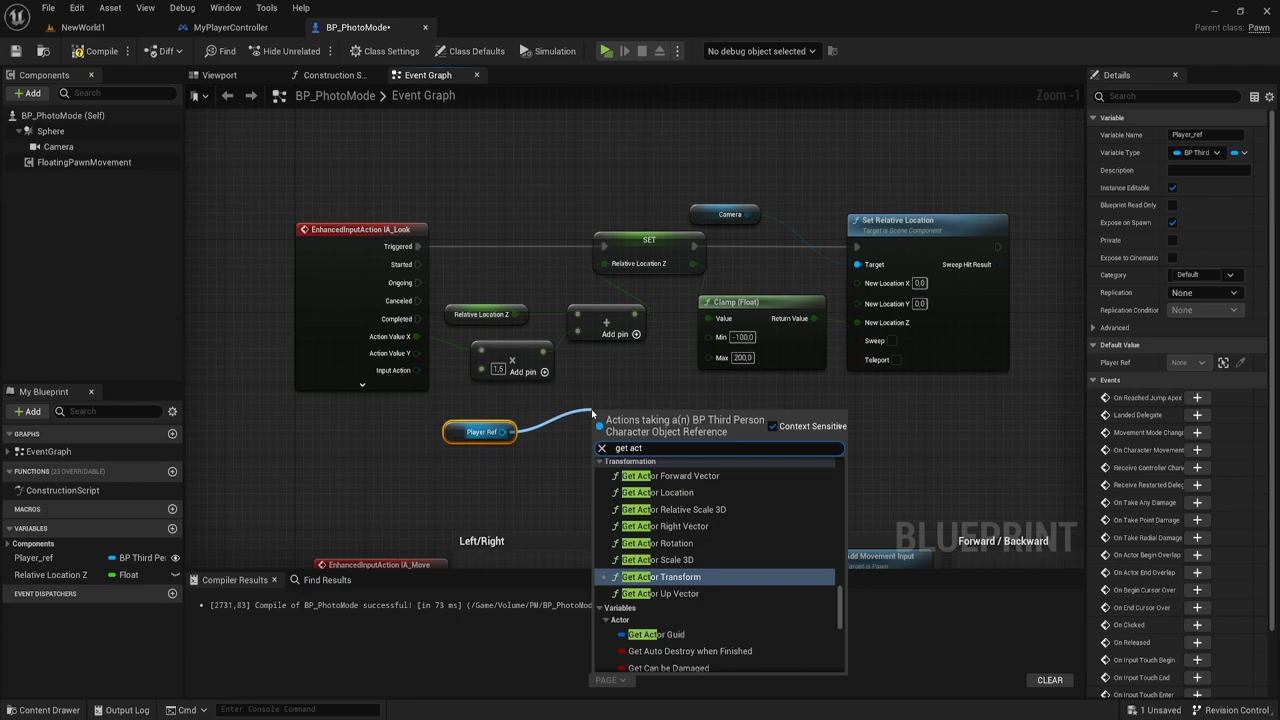 File Edit Asset View Debug Window Tools Help
NewWorld1 MyPlayerController BP_PhotoMode• Parent class: Pawn
Compile Diff Find Hide Unrelated Class Settings Class Defaults Simulation No debug object selected
Components Viewport Construction S... Event Graph Details
Add Search BP_PhotoMode > Event Graph Zoom -1 Search
BP_PhotoMode (Self)
Sphere
Camera
FloatingPawnMovement
Variable
Variable Name Player_ref
Variable Type BP Third
Description
Instance Editable
Blueprint Read Only
Expose on Spawn
Private
Expose to Cinematic
Category Default
Replication None
Replication Condition None
Advanced
Default Value
Player Ref None
Events
On Reached Jump Apex
Landed Delegate
Movement Mode Chang
On Character Movement
Receive Controller Chan
Receive Restarted Deleg
On Take Any Damage
On Take Point Damage
On Take Radial Damage
On Actor Begin Overlap
On Actor End Overlap
On Begin Cursor Over
On End Cursor Over
On Clicked
On Released
On Input Touch Begin
On Input Touch End
On Input Touch Enter
EnhancedInputAction IA_Look
Triggered
Started
Ongoing
Canceled
Completed
Action Value X
Action Value Y
Input Action
Relative Location Z
Add pin
1,5 Add pin
SET
Relative Location Z
Camera
Clamp (Float)
Value Return Value
Min -100,0
Max 200,0
Set Relative Location
Target is Scene Component
Target Sweep Hit Result
New Location X 0,0
New Location Y 0,0
New Location Z
Sweep
Teleport
Player Ref
Actions taking a(n) BP Third Person
Character Object Reference
Context Sensitive
get act
Transformation
Get Actor Forward Vector
Get Actor Location
Get Actor Relative Scale 3D
Get Actor Right Vector
Get Actor Rotation
Get Actor Scale 3D
Get Actor Transform
Get Actor Up Vector
Variables
Actor
Get Actor Guid
Get Auto Destroy when Finished
Get Can be Damaged
My Blueprint
Add Search
GRAPHS
EventGraph
FUNCTIONS (23 OVERRIDABLE)
ConstructionScript
MACROS
VARIABLES
Components
Player_ref BP Third Per
Relative Location Z Float
EVENT DISPATCHERS
Left/Right
EnhancedInputAction IA_Move
BLUEPRINT
Forward / Backward
Add Movement Input
Target is Pawn
Compiler Results Find Results
[2731,83] Compile of BP_PhotoMode successful! [in 73 ms] (/Game/Volume/PM/BP_PhotoMod
PAGE CLEAR
Content Drawer Output Log Cmd Enter Console Command 1 Unsaved Revision Control